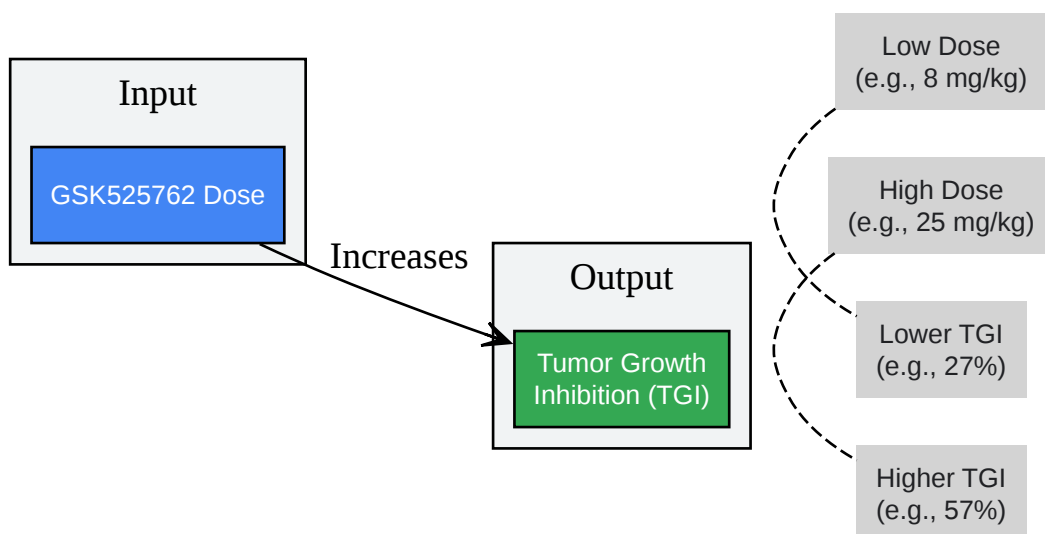 Input
GSK525762 Dose
Increases
Output
Tumor Growth
Inhibition (TGI)
Low Dose
(e.g., 8 mg/kg)
High Dose
(e.g., 25 mg/kg)
Lower TGI
(e.g., 27%)
Higher TGI
(e.g., 57%)